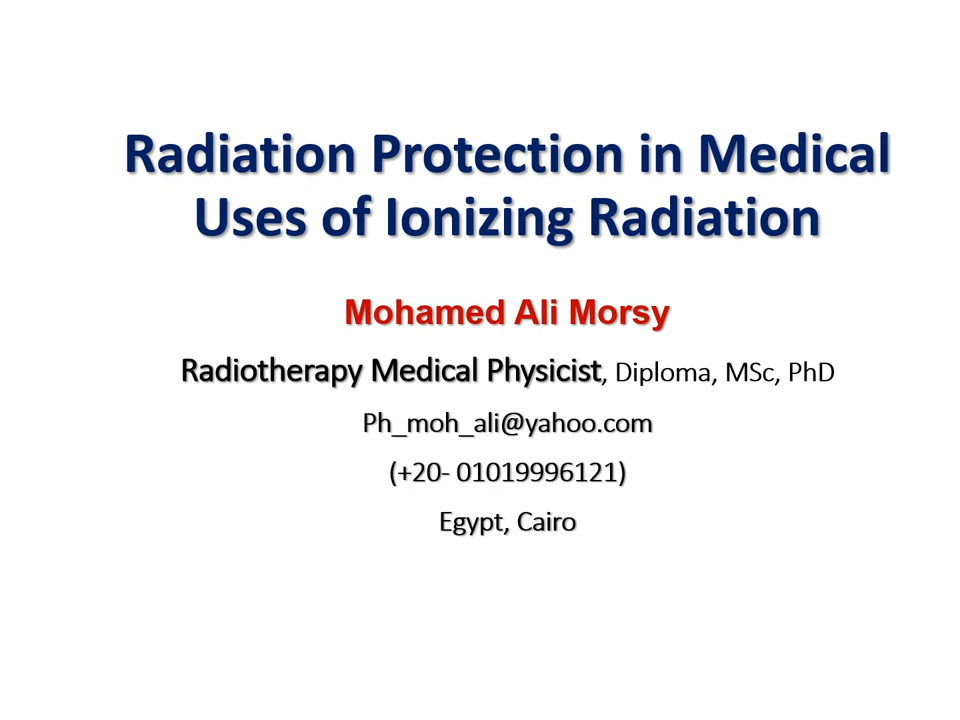 Radiation Protection in Medical
Uses of Ionizing Radiation
Mohamed Ali Morsy
Radiotherapy Medical Physicist, Diploma, MSc, PhD
Ph_moh_ali@yahoo.com
(+20- 01019996121)
Egypt, Cairo